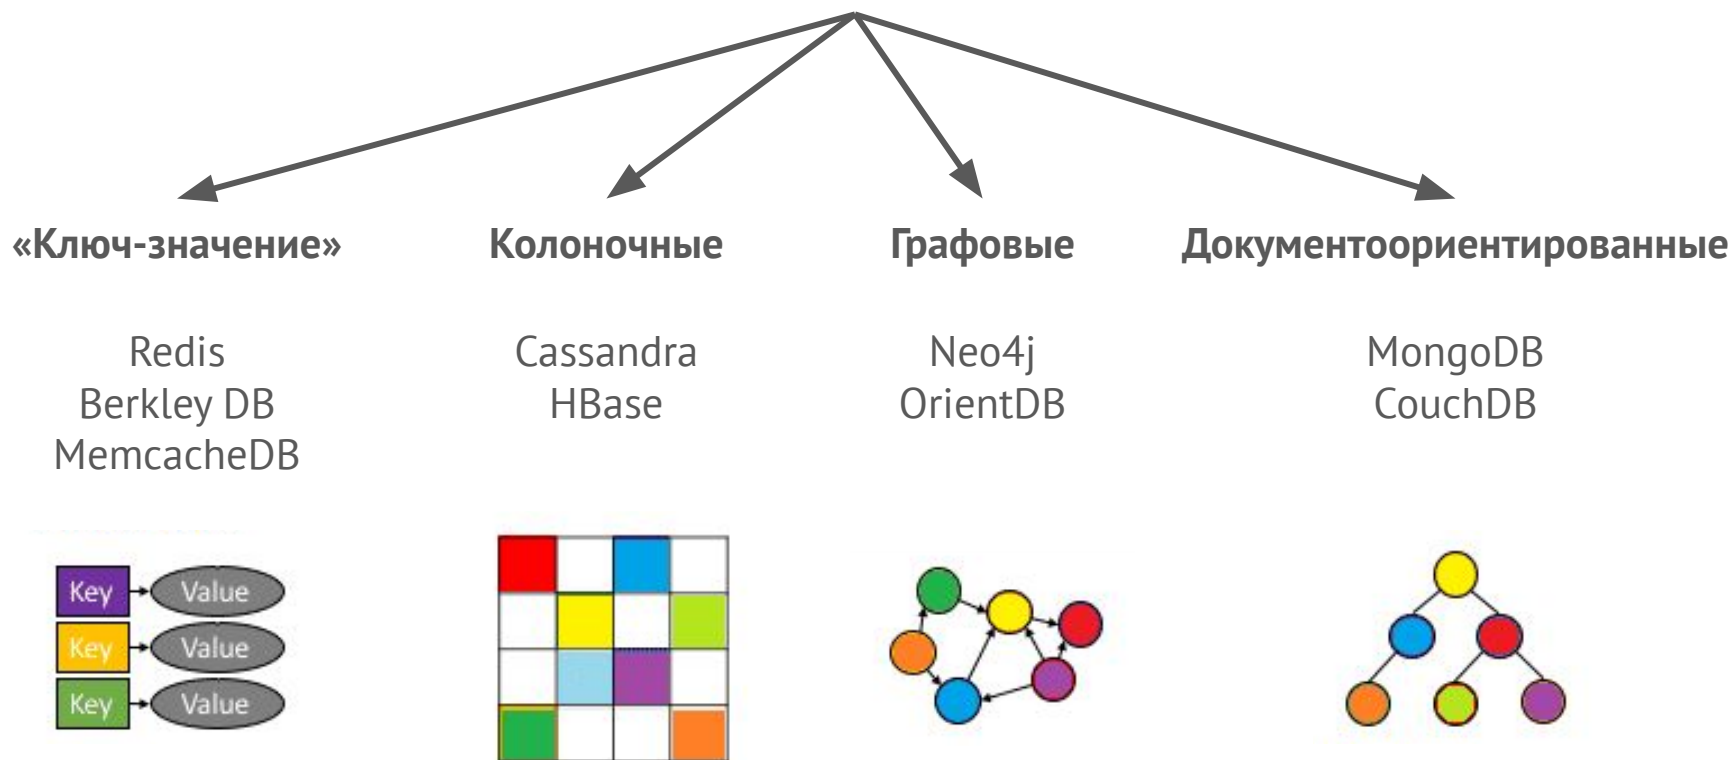 «Ключ-значение»
Колоночные
Графовые
Документоориентированные
Redis
Berkley DB
MemcacheDB
Cassandra
HBase
Neo4j
OrientDB
MongoDB
CouchDB
Key Value
Key Value
Key Value